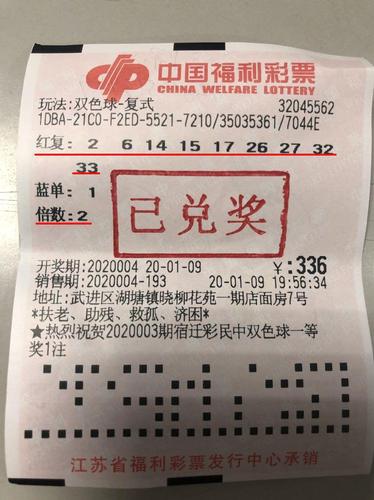 中国福利彩票
CHINA WELFARE LOTTERY
玩法:双色球-复式 32045562
1DBA-21C0-F2ED-5521-7210/35035361/7044E
红复: 2 6 14 15 17 26 27 32
33
蓝单: 1
倍数:2
已兑奖
开奖期:2020004 20-01-09 ¥:336
销售期:2020004-193 20-01-09 19:56:34
地址:武进区湖塘镇晓柳花苑一期店面房7号
*扶老、助残、救孤、济困*
★热烈祝贺2020003期宿迁彩民中双色球一等
奖1注
江苏省福利彩票发行中心承销